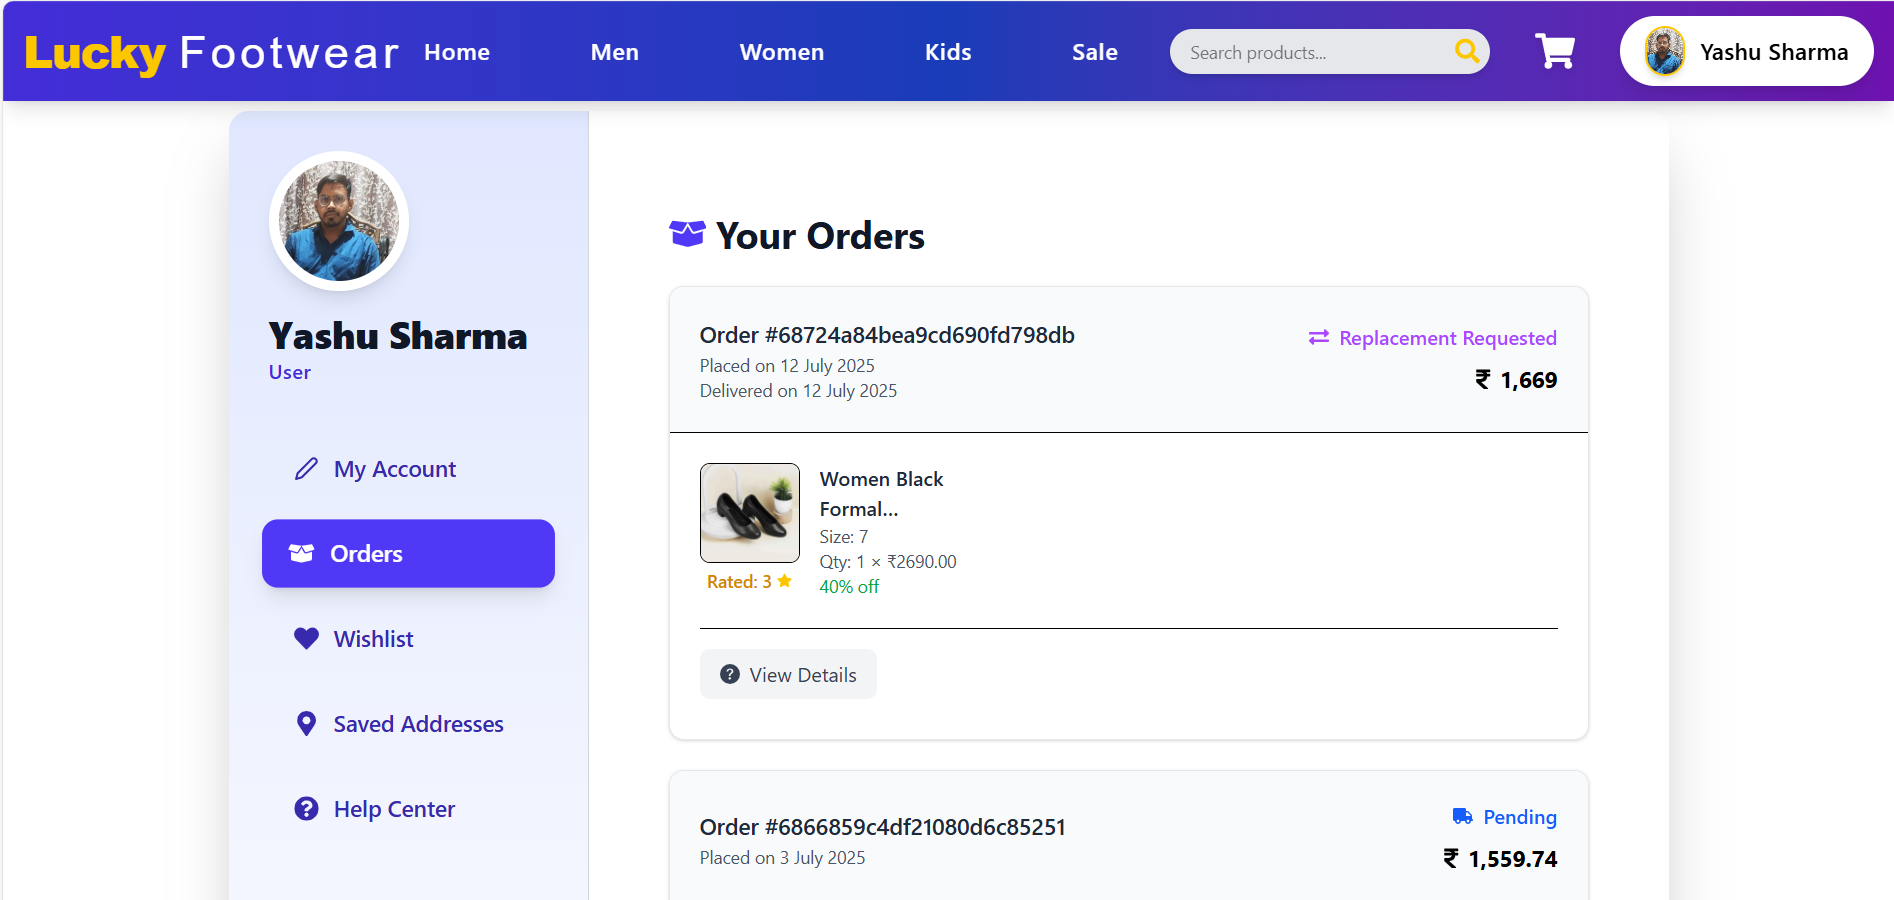 Lucky Footwear Home Men Women Kids Sale Search products... Yashu Sharma
Yashu Sharma
User
My Account
Orders
Wishlist
Saved Addresses
Help Center
Your Orders
Order #68724a84bea9cd690fd798db
Placed on 12 July 2025
Delivered on 12 July 2025
Replacement Requested
₹ 1,669
Women Black
Formal...
Size: 7
Qty: 1 × ₹2690.00
40% off
Rated: 3
View Details
Order #6866859c4df21080d6c85251
Placed on 3 July 2025
Pending
₹ 1,559.74